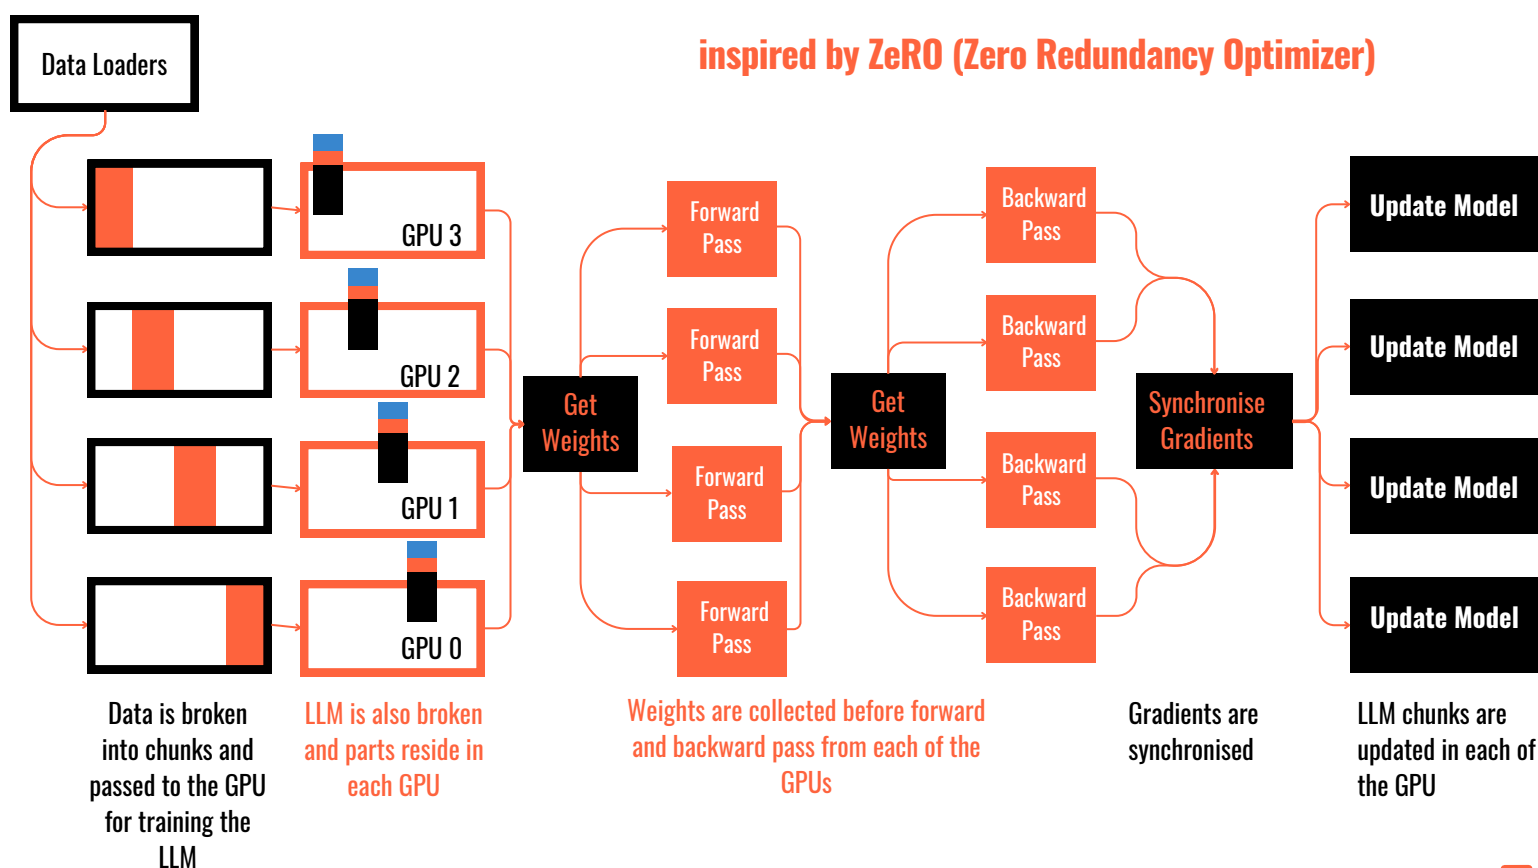 inspired by ZeRO (Zero Redundancy Optimizer)
Data Loaders
GPU 3
GPU 2
GPU 1
GPU 0
Get
Weights
Forward
Pass
Forward
Pass
Forward
Pass
Forward
Pass
Get
Weights
Backward
Pass
Backward
Pass
Backward
Pass
Backward
Pass
Synchronise
Gradients
Update Model
Update Model
Update Model
Update Model
Data is broken
into chunks and
passed to the GPU
for training the
LLM
LLM is also broken
and parts reside in
each GPU
Weights are collected before forward
and backward pass from each of the
GPUs
Gradients are
synchronised
LLM chunks are
updated in each of
the GPU